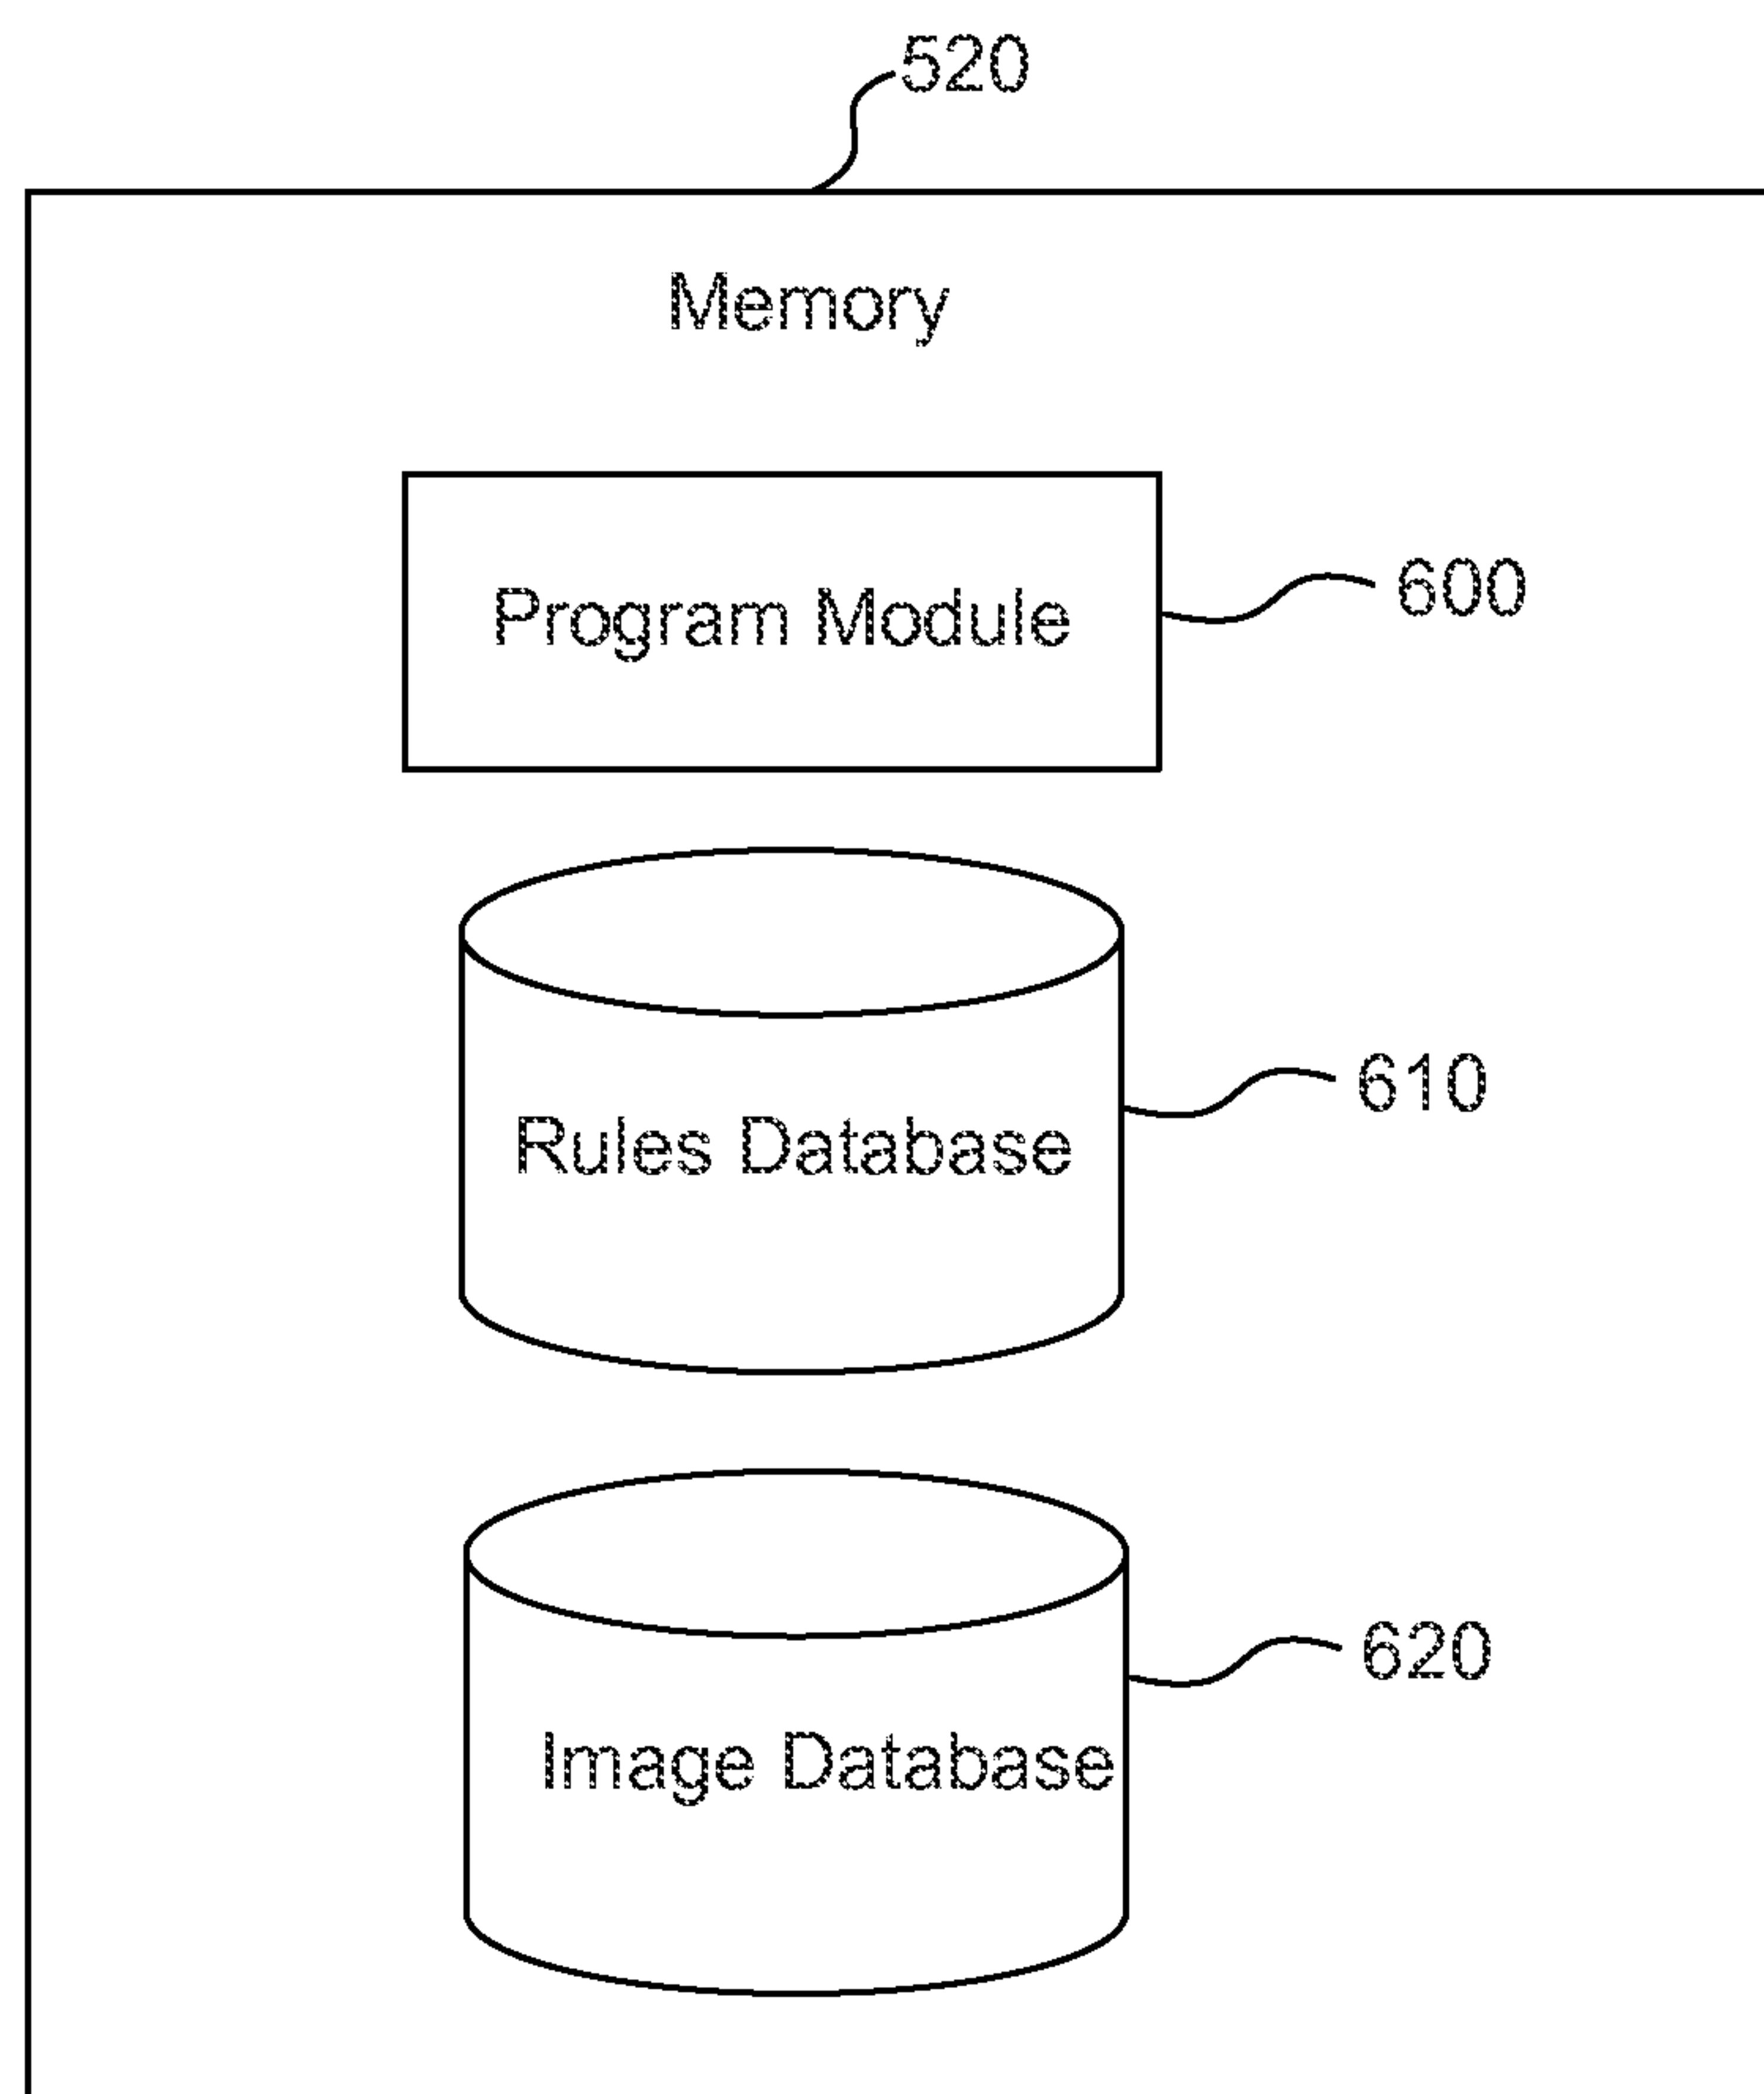 520
Memory
Program Module
600
610
Rules Database
620
Image Database